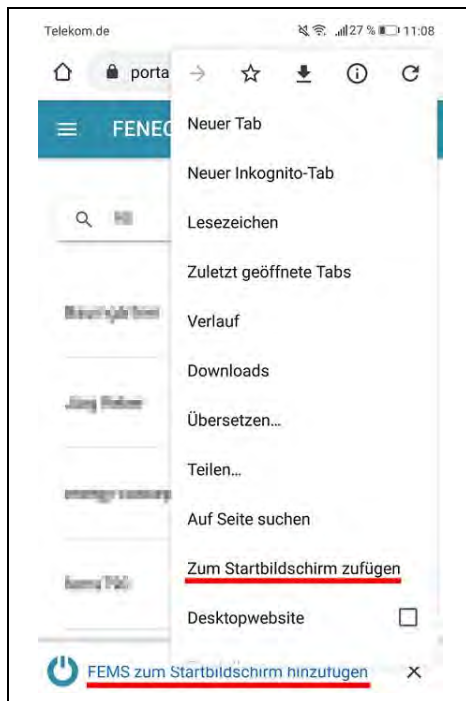 Telekom.de 27 % 11:08
porta
FENEC
Neuer Tab
Neuer Inkognito-Tab
Lesezeichen
Zuletzt geöffnete Tabs
Verlauf
Downloads
Übersetzen...
Teilen...
Auf Seite suchen
Zum Startbildschirm zufügen
Desktopwebsite
FEMS zum Startbildschirm hinzufügen